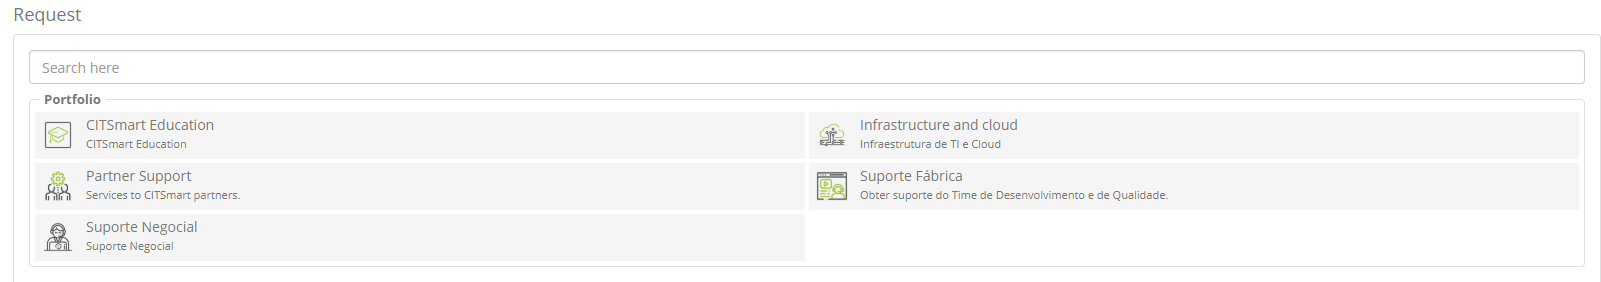 Request
Search here
Portfolio
CITSmart Education
CITSmart Education
Infrastructure and cloud
Infraestrutura de TI e Cloud
Partner Support
Services to CITSmart partners.
Suporte Fábrica
Obter suporte do Time de Desenvolvimento e de Qualidade.
Suporte Negocial
Suporte Negocial